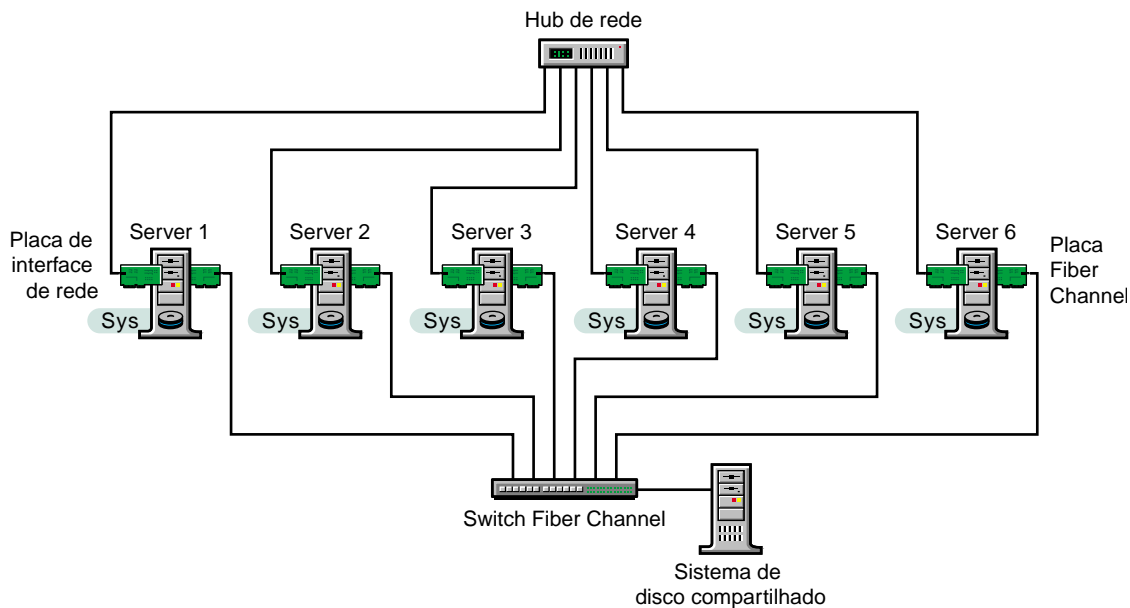 Hub de rede
Placa de
interface
de rede
Server 1
Server 2
Server 3
Server 4
Server 5
Server 6
Placa
Fiber
Channel
Sys
Sys
Sys
Sys
Sys
Sys
Switch Fiber Channel
Sistema de
disco compartilhado